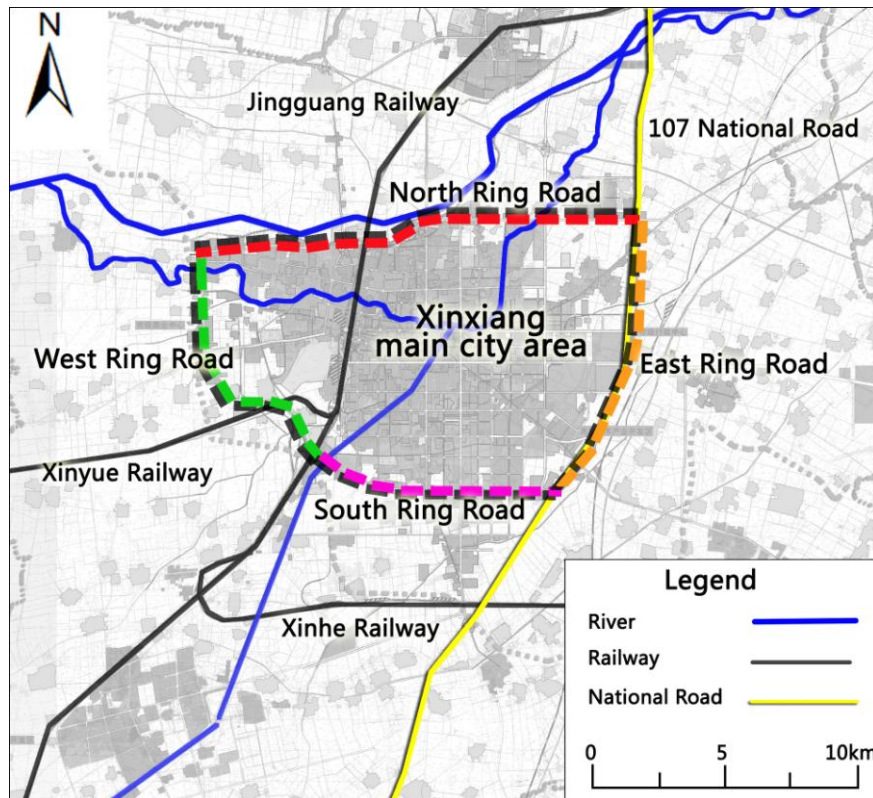 N
Jingguang Railway
107 National Road
North Ring Road
Xinxiang
main city area
West Ring Road
East Ring Road
Xinyue Railway
South Ring Road
Xinhe Railway
Legend
River
Railway
National Road
0 5 10km